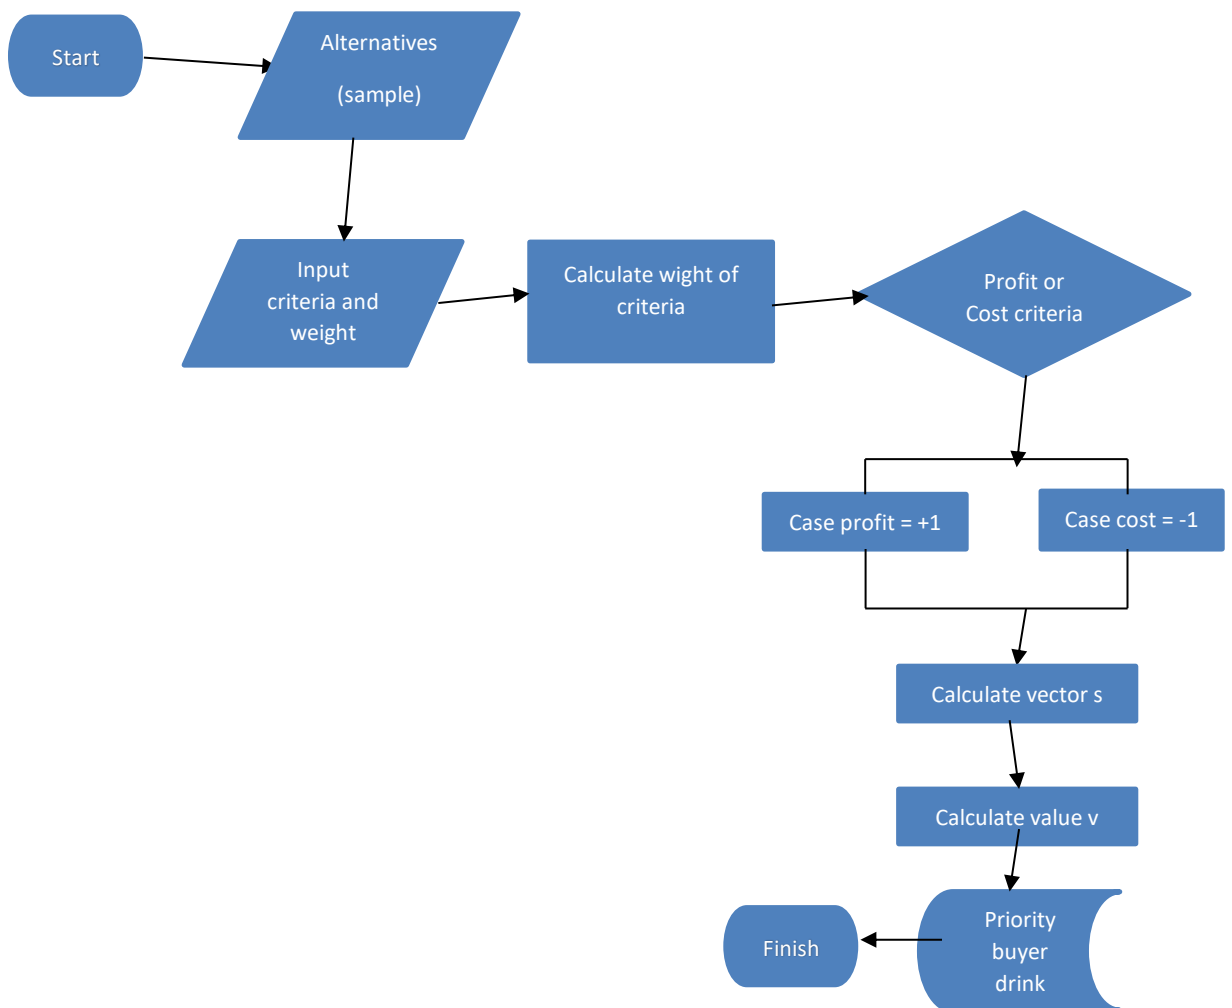 Start
Alternatives
(sample)
Input
criteria and
weight
Calculate wight of
criteria
Profit or
Cost criteria
Case profit = +1
Case cost = -1
Calculate vector s
Calculate value v
Priority
buyer
drink
Finish